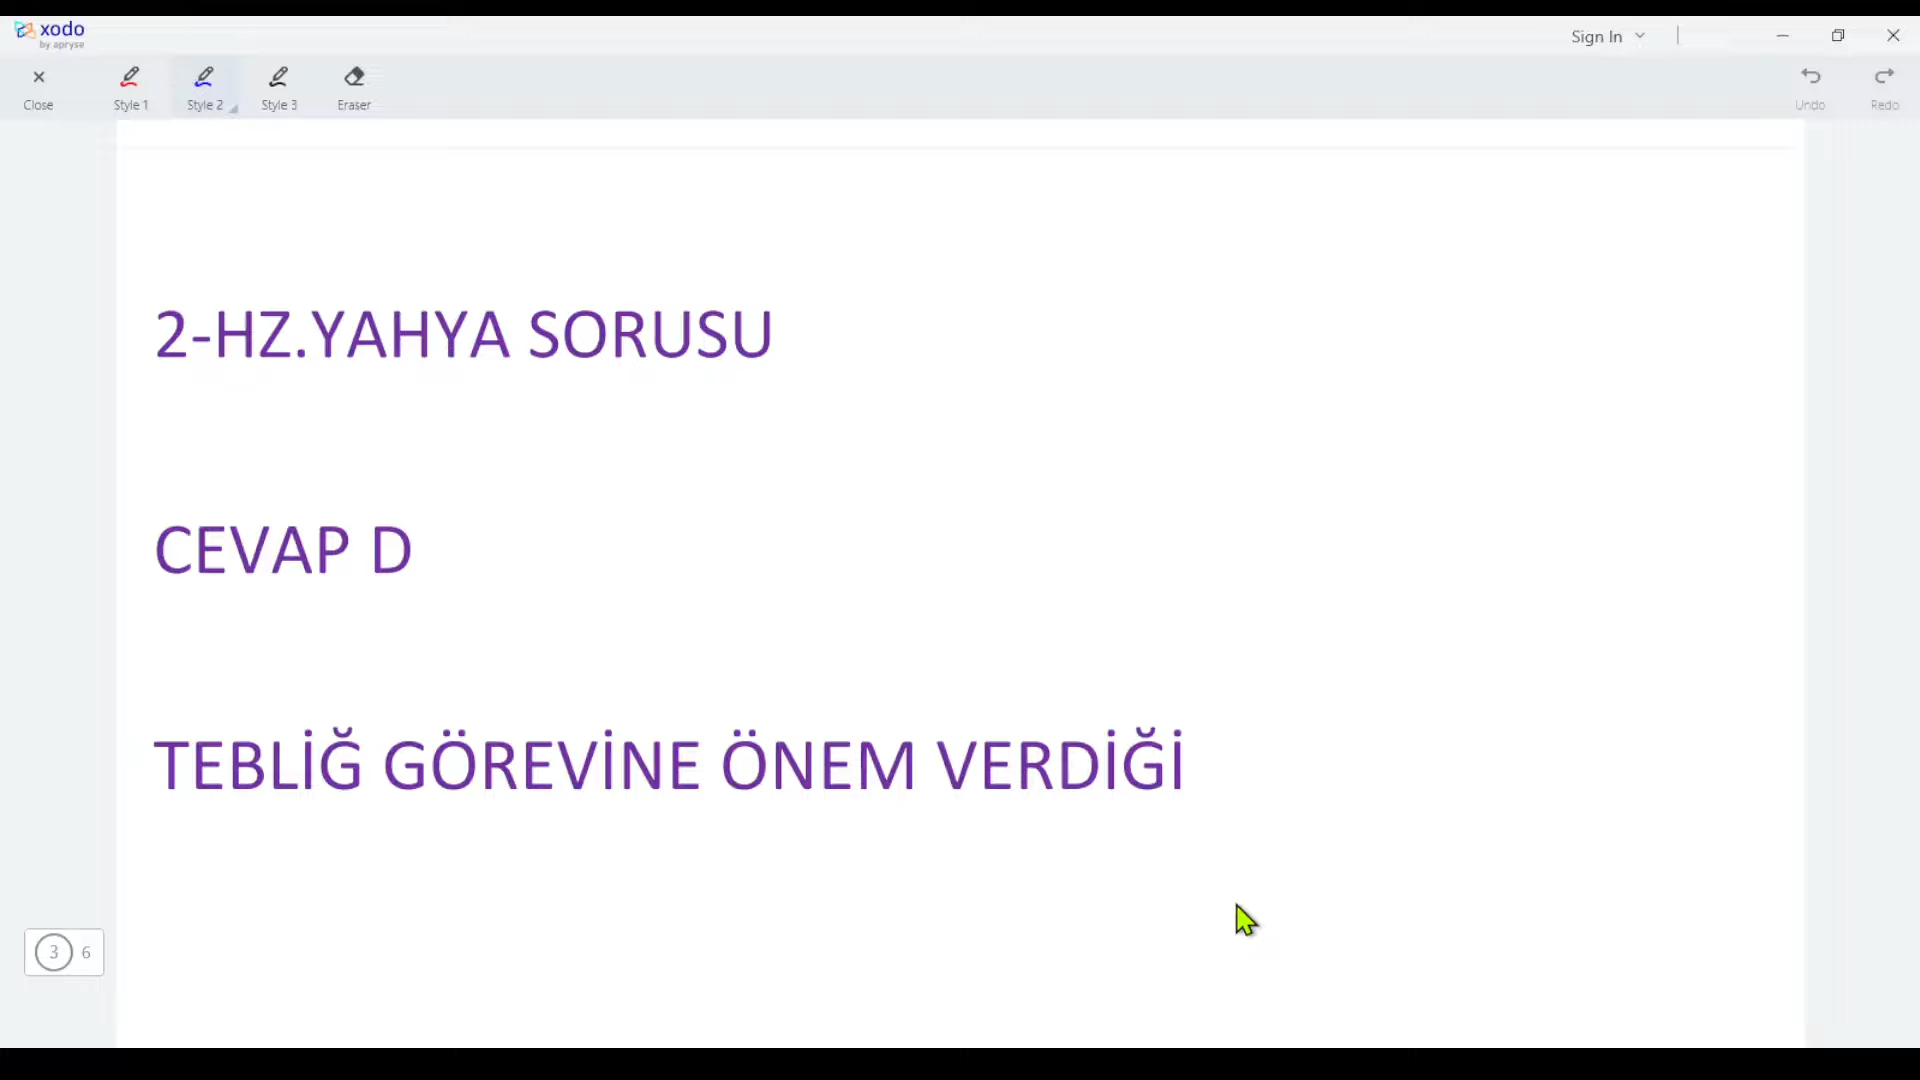 xodo
by apryse
Sign In
Close
Style 1
Style 2
Style 3
Eraser
Undo
Redo
2-HZ.YAHYA SORUSU
CEVAP D
TEBLİĞ GÖREVİNE ÖNEM VERDİĞİ
3 6